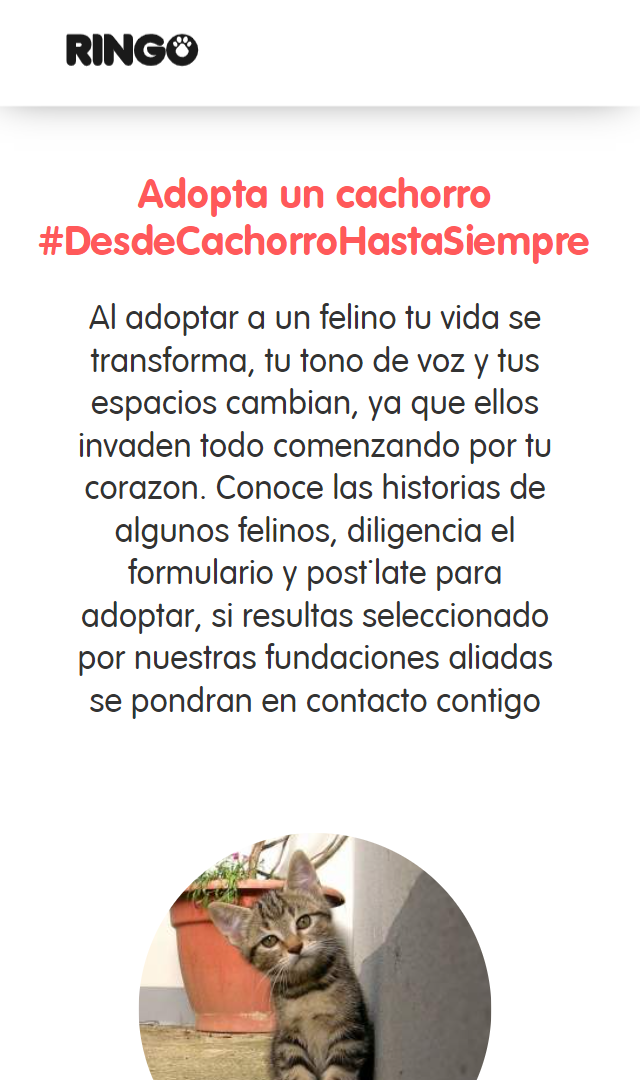 RINGO
Adopta un cachorro
#DesdeCachorroHastaSiempre
Al adoptar a un felino tu vida se
transforma, tu tono de voz y tus
espacios cambian, ya que ellos
invaden todo comenzando por tu
corazon. Conoce las historias de
algunos felinos, diligencia el
formulario y post˙late para
adoptar, si resultas seleccionado
por nuestras fundaciones aliadas
se pondran en contacto contigo